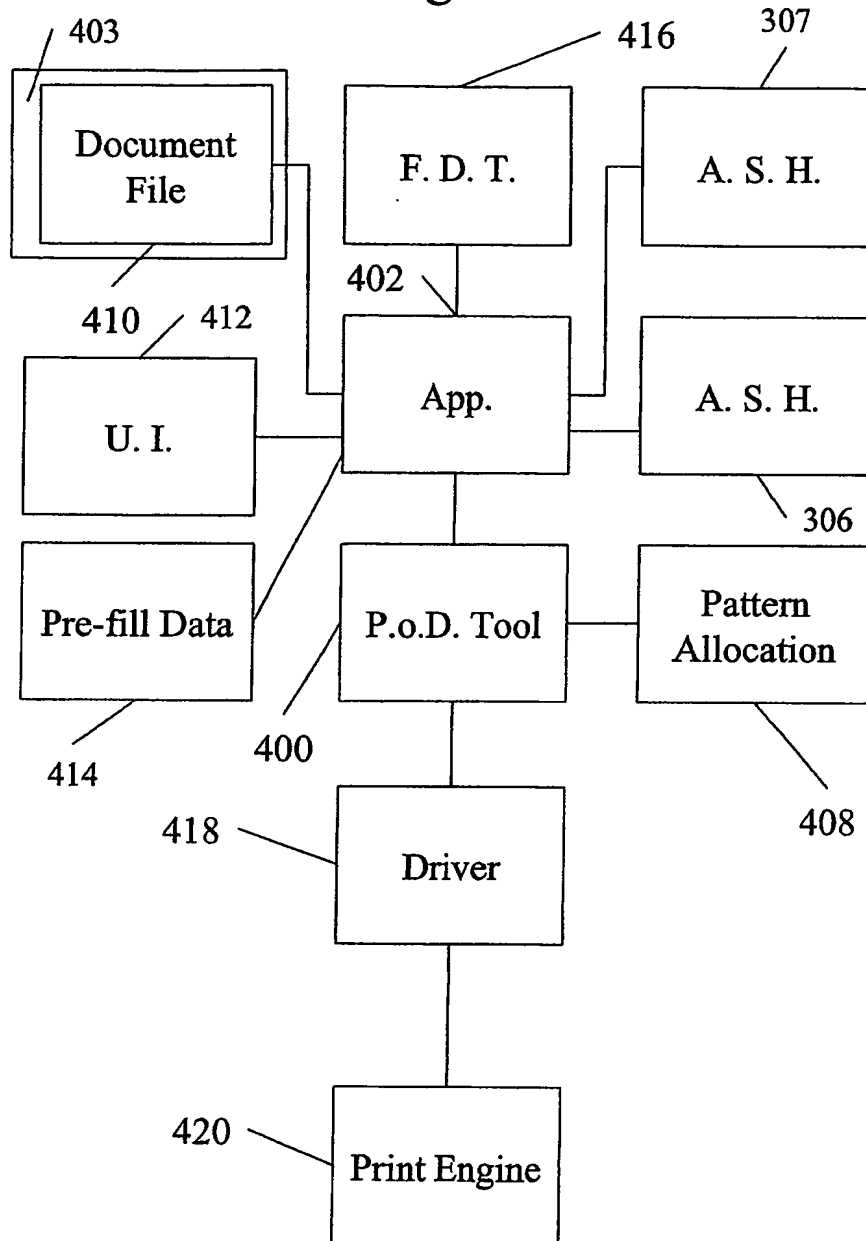 403
416
307
Document
File
F. D. T.
A. S. H.
402
410
412
U. I.
App.
A. S. H.
306
Pre-fill Data
P.o.D. Tool
Pattern
Allocation
414
400
408
418
Driver
420
Print Engine